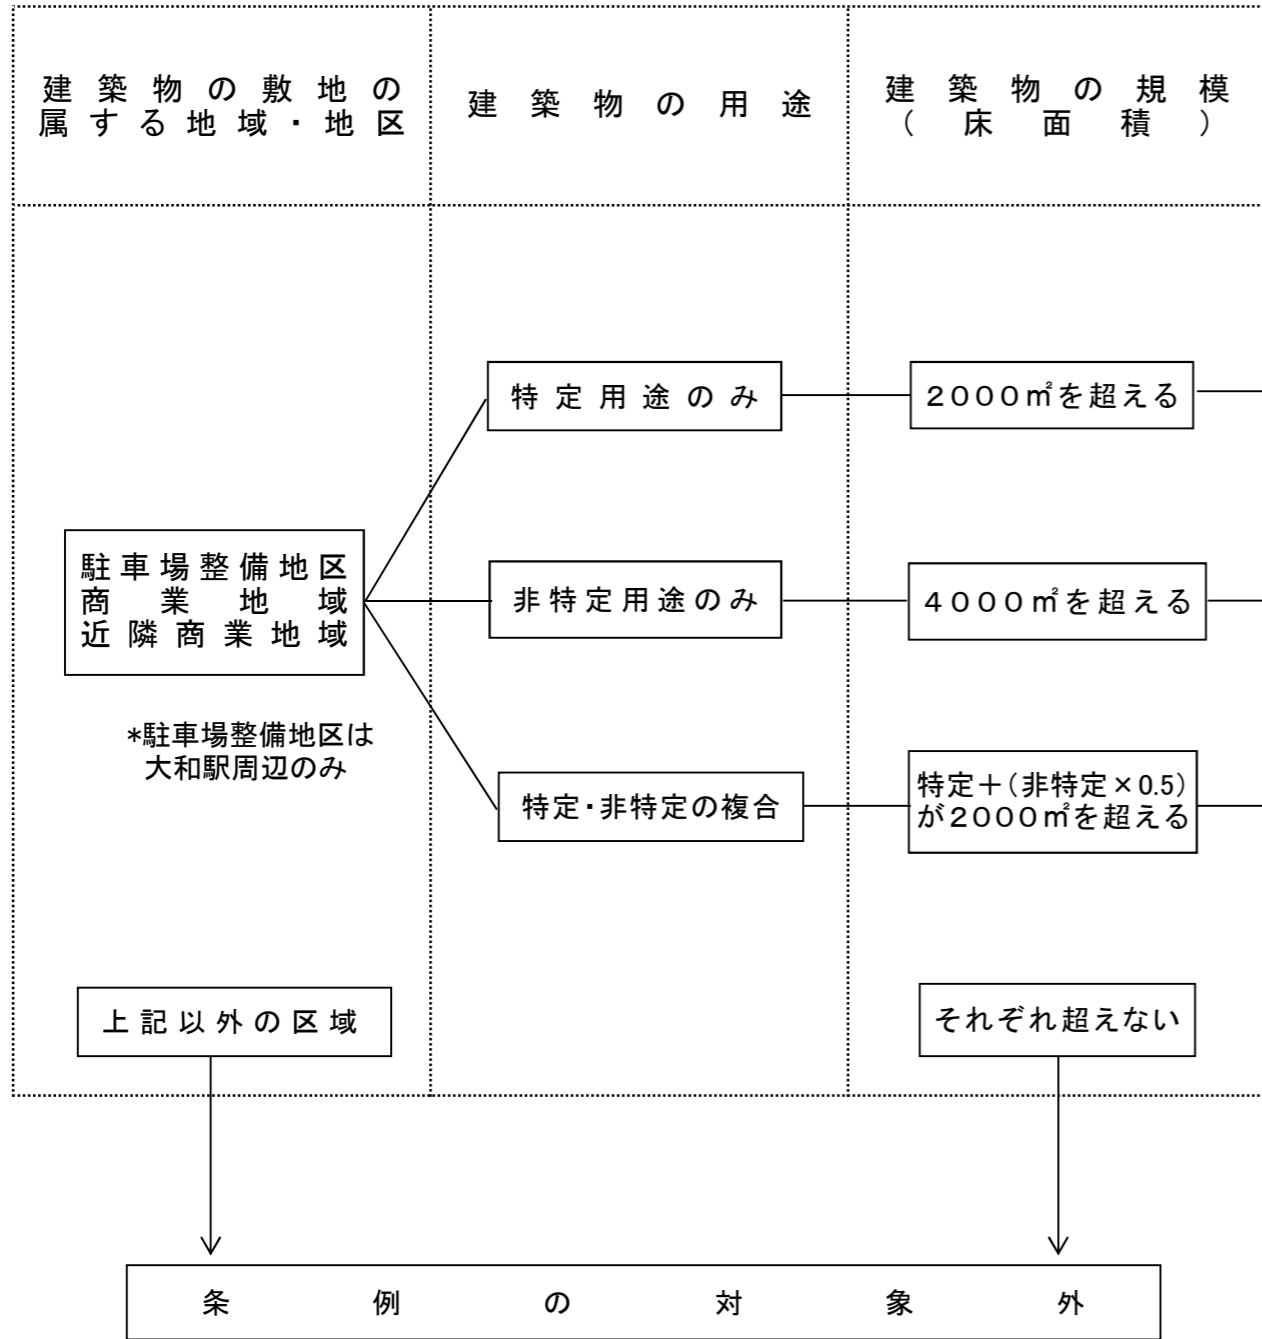 建築物の敷地の
属する地域・地区
建築物の用途
建築物の規模
（床面積）
特定用途のみ
2000㎡を超える
駐車場整備地区
商業地域
近隣商業地域
非特定用途のみ
4000㎡を超える
*駐車場整備地区は
大和駅周辺のみ
特定・非特定の複合
特定＋（非特定×0.5）
が2000㎡を超える
上記以外の区域
それぞれ超えない
条例の対象外